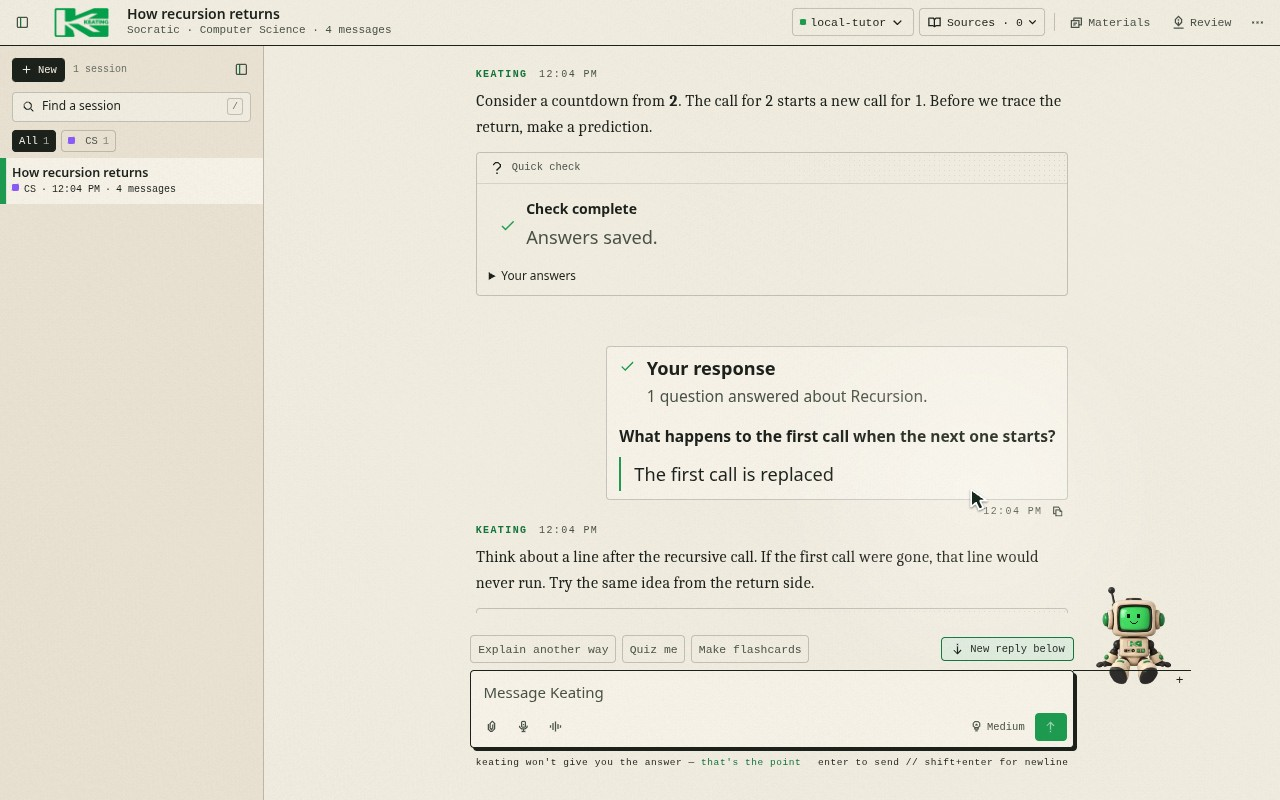 KEATING
How recursion returns
Socratic · Computer Science · 4 messages
local-tutor
Sources · 0
Materials
Review
+ New
1 session
Find a session
/
All 1
CS 1
How recursion returns
CS · 12:04 PM · 4 messages
KEATING 12:04 PM
Consider a countdown from 2. The call for 2 starts a new call for 1. Before we trace the
return, make a prediction.
? Quick check
Check complete
Answers saved.
Your answers
Your response
1 question answered about Recursion.
What happens to the first call when the next one starts?
The first call is replaced
12:04 PM
KEATING 12:04 PM
Think about a line after the recursive call. If the first call were gone, that line would
never run. Try the same idea from the return side.
Explain another way
Quiz me
Make flashcards
New reply below
Message Keating
Medium
+
keating won't give you the answer — that's the point
enter to send // shift+enter for newline